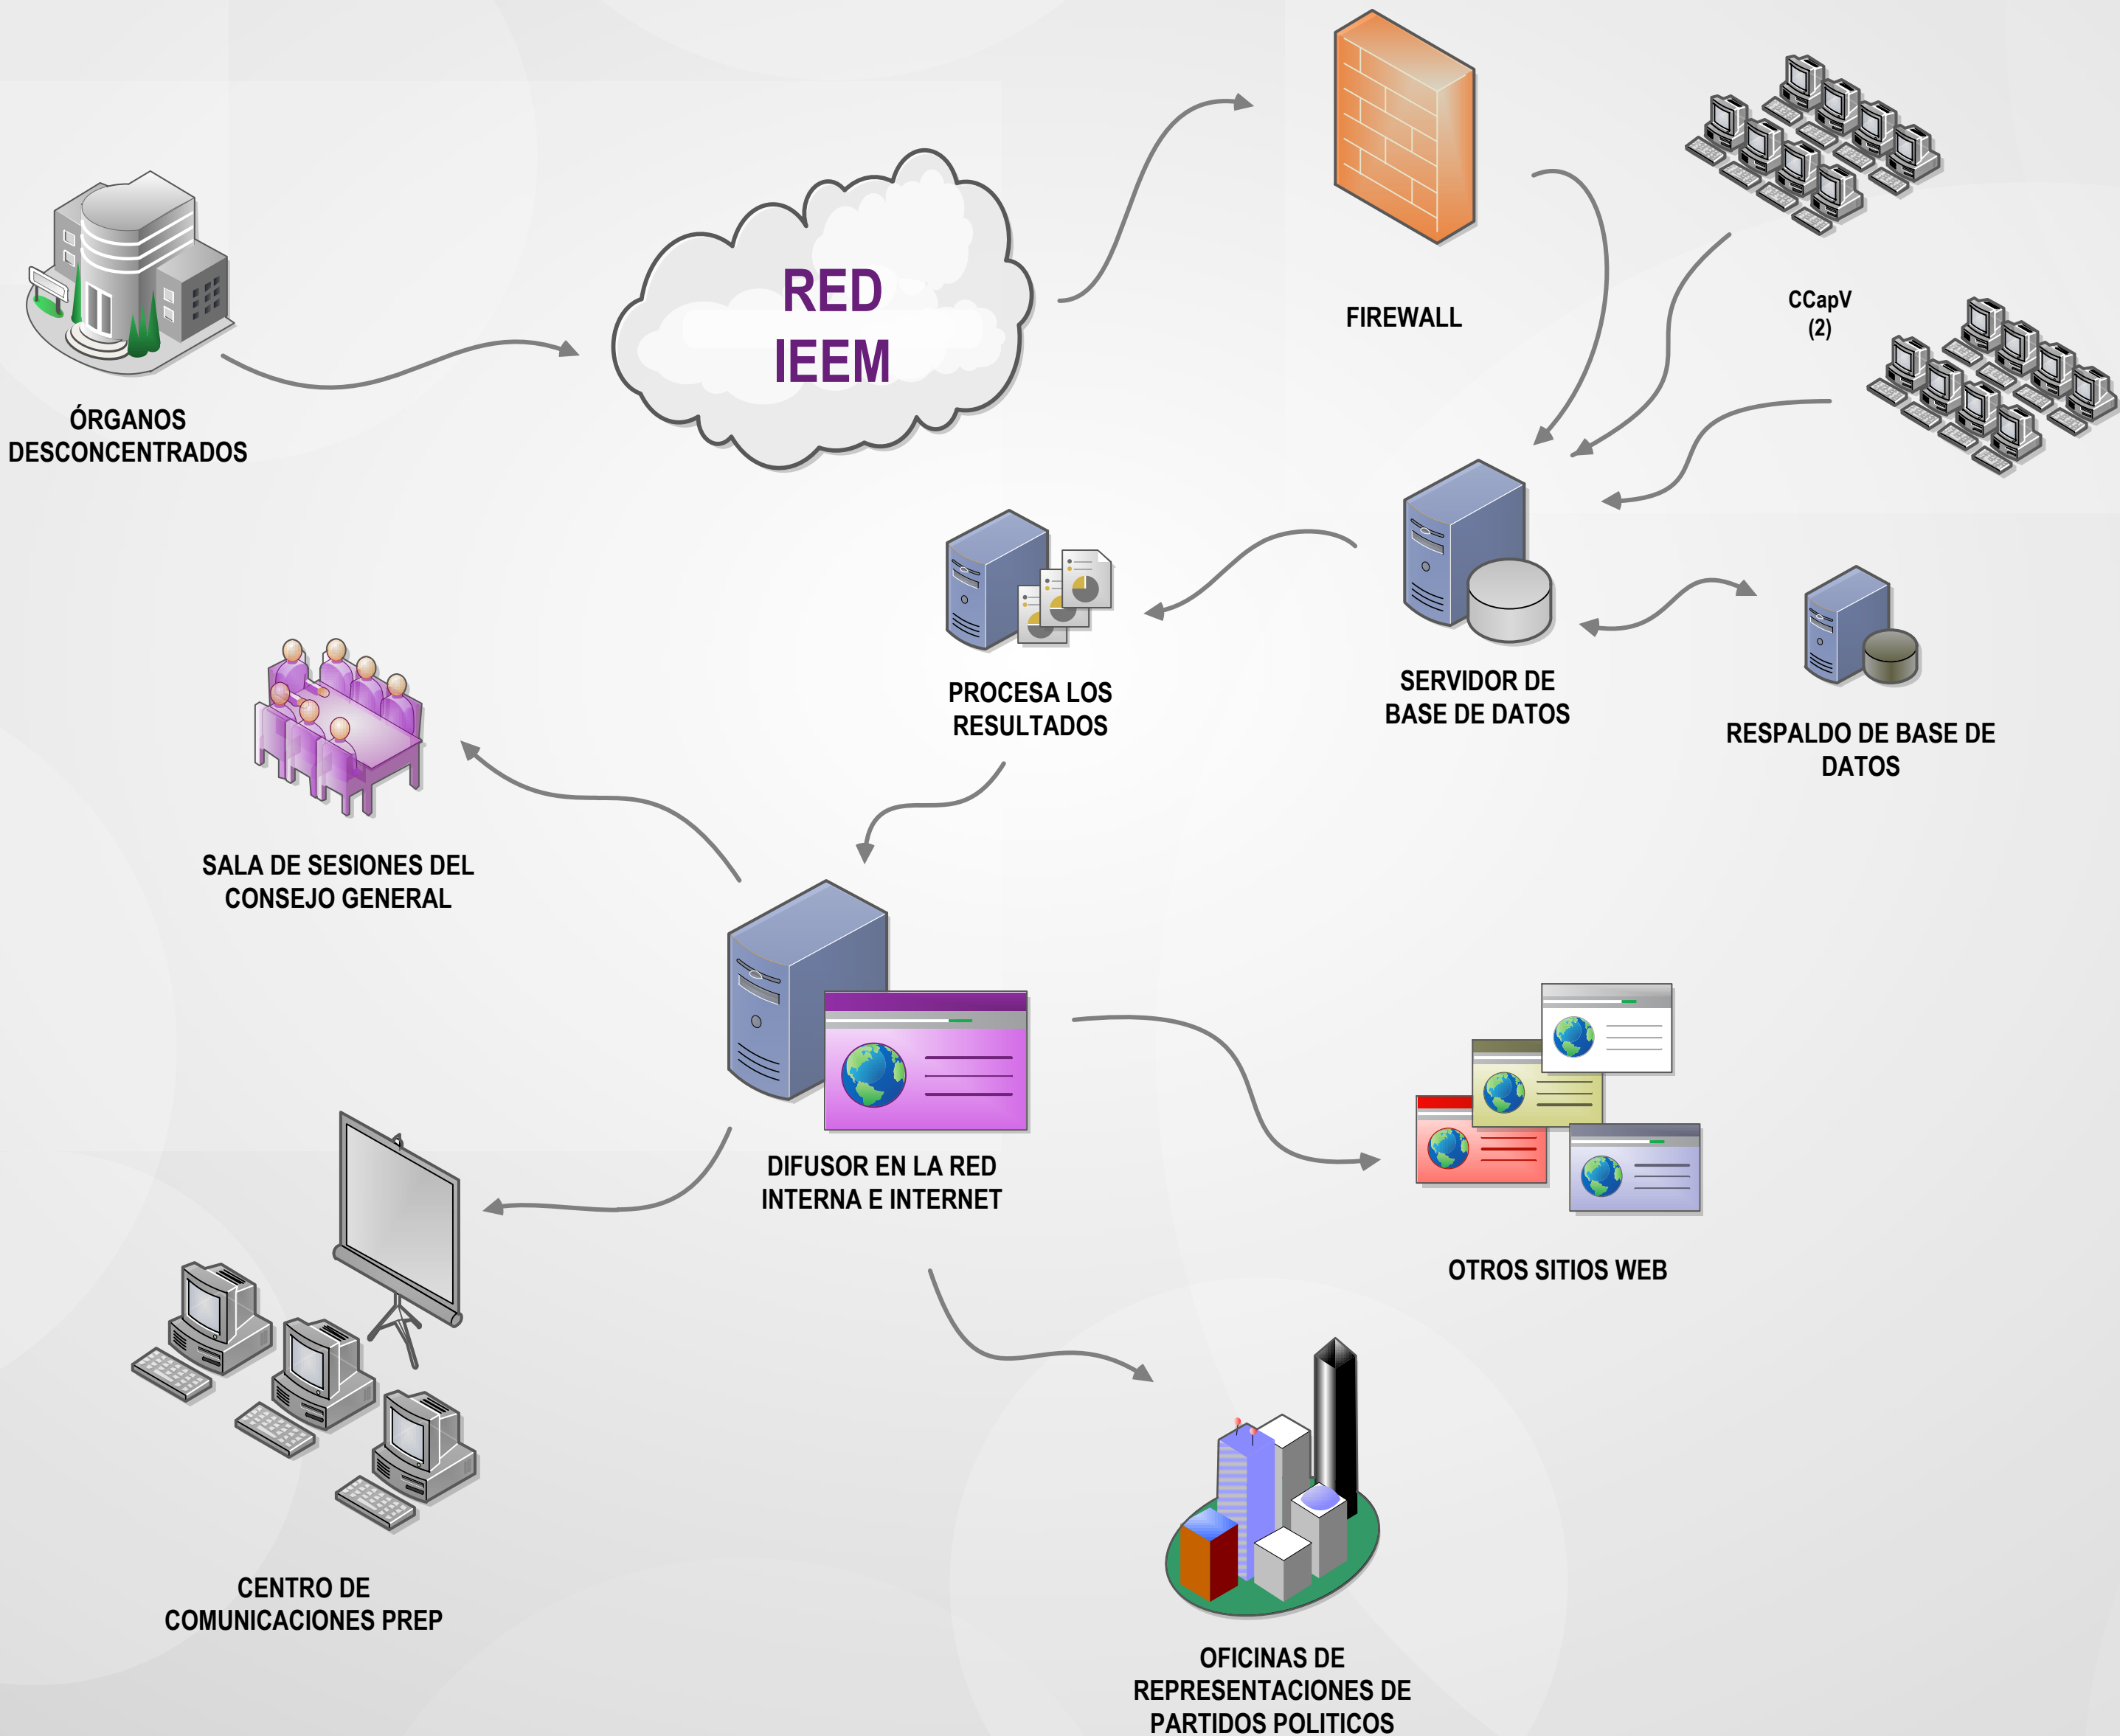 RED
IEEM
FIREWALL
CCapV
(2)
ÓRGANOS
DESCONCENTRADOS
PROCESA LOS
RESULTADOS
SERVIDOR DE
BASE DE DATOS
RESPALDO DE BASE DE
DATOS
SALA DE SESIONES DEL
CONSEJO GENERAL
DIFUSOR EN LA RED
INTERNA E INTERNET
OTROS SITIOS WEB
CENTRO DE
COMUNICACIONES PREP
OFICINAS DE
REPRESENTACIONES DE
PARTIDOS POLITICOS